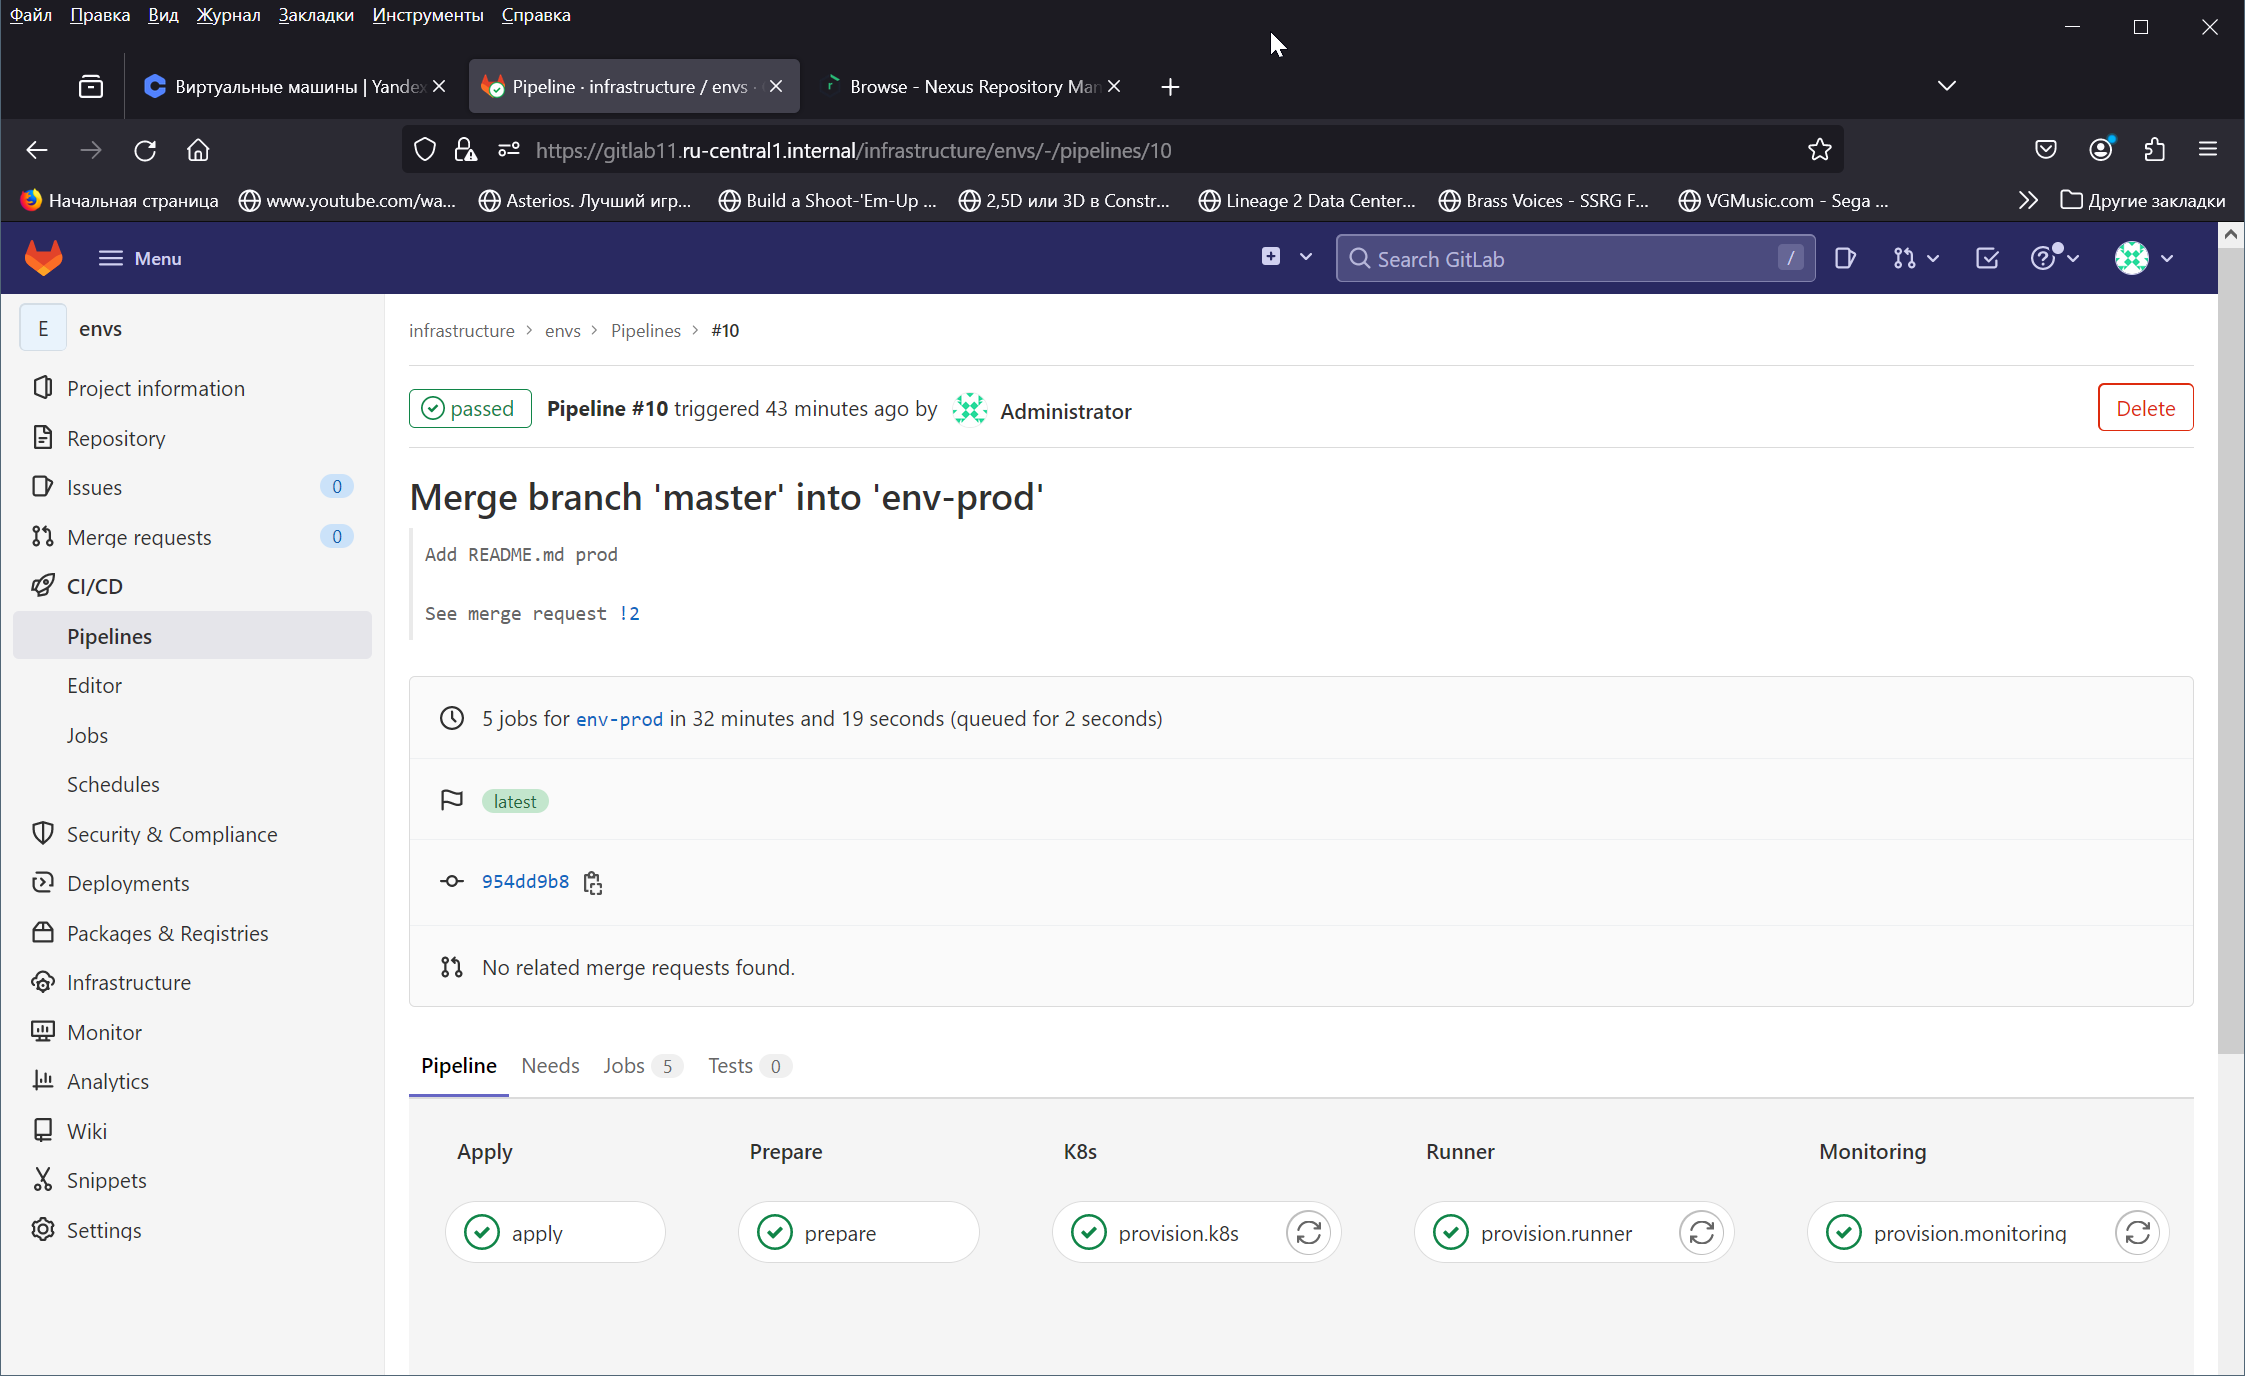 Файл Правка Вид Журнал Закладки Инструменты Справка
Виртуальные машины | Yandex
Pipeline · infrastructure / envs ·
Browse - Nexus Repository Man
https://gitlab11.ru-central1.internal/infrastructure/envs/-/pipelines/10
Начальная страница www.youtube.com/wa... Asterios. Лучший игр... Build a Shoot-'Em-Up ... 2,5D или 3D в Constr... Lineage 2 Data Center... Brass Voices - SSRG F... VGMusic.com - Sega ... Другие закладки
Menu
Search GitLab /
E envs
Project information
Repository
Issues 0
Merge requests 0
CI/CD
Pipelines
Editor
Jobs
Schedules
Security & Compliance
Deployments
Packages & Registries
Infrastructure
Monitor
Analytics
Wiki
Snippets
Settings
infrastructure > envs > Pipelines > #10
passed Pipeline #10 triggered 43 minutes ago by Administrator
Delete
Merge branch 'master' into 'env-prod'
Add README.md prod
See merge request !2
5 jobs for env-prod in 32 minutes and 19 seconds (queued for 2 seconds)
latest
954dd9b8
No related merge requests found.
Pipeline Needs Jobs 5 Tests 0
Apply Prepare K8s Runner Monitoring
apply prepare provision.k8s provision.runner provision.monitoring